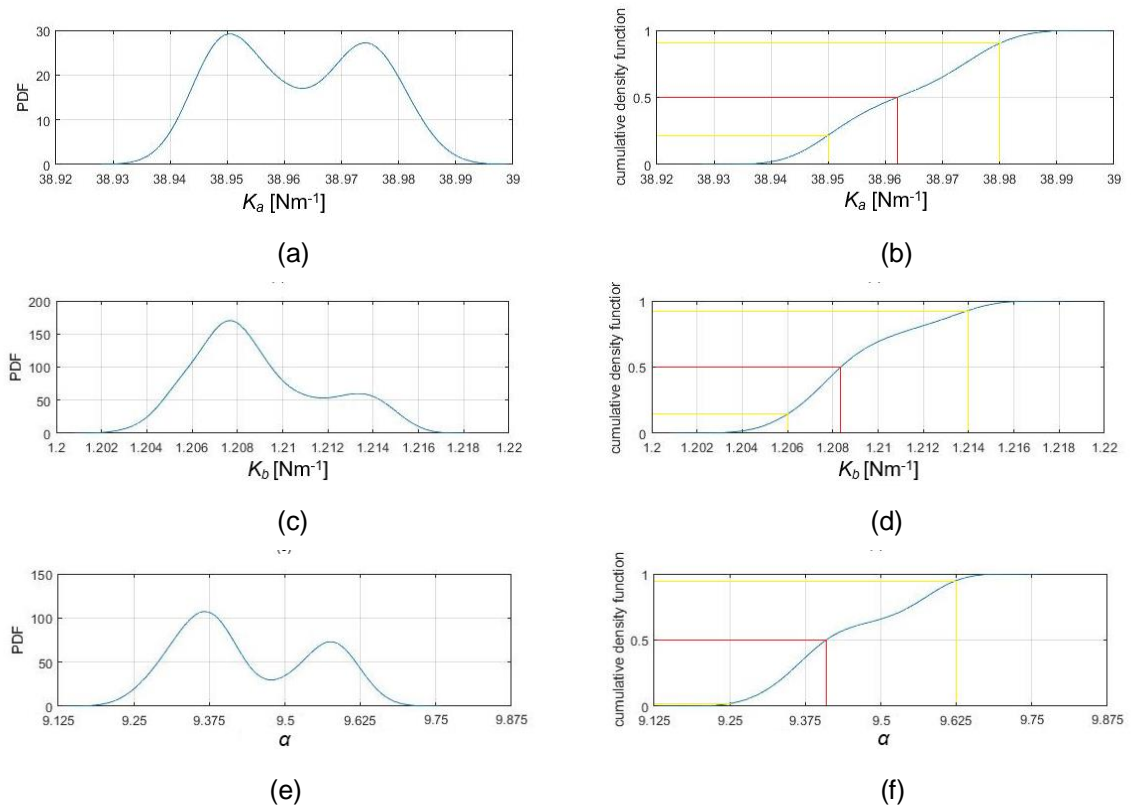 30
20
10
0
PDF
38.92 38.93 38.94 38.95 38.96 38.97 38.98 38.99 39
Ka [Nm-1]
(a)
1
0.5
0
cumulative density function
38.92 38.93 38.94 38.95 38.96 38.97 38.98 38.99 39
Ka [Nm-1]
(b)
200
150
100
50
0
PDF
1.2 1.202 1.204 1.206 1.208 1.21 1.212 1.214 1.216 1.218 1.22
Kb [Nm-1]
(c)
1
0.5
0
cumulative density function
1.2 1.202 1.204 1.206 1.208 1.21 1.212 1.214 1.216 1.218 1.22
Kb [Nm-1]
(d)
150
100
50
0
PDF
9.125 9.25 9.375 9.5 9.625 9.75 9.875
α
(e)
1
0.5
0
cumulative density function
9.125 9.25 9.375 9.5 9.625 9.75 9.875
α
(f)